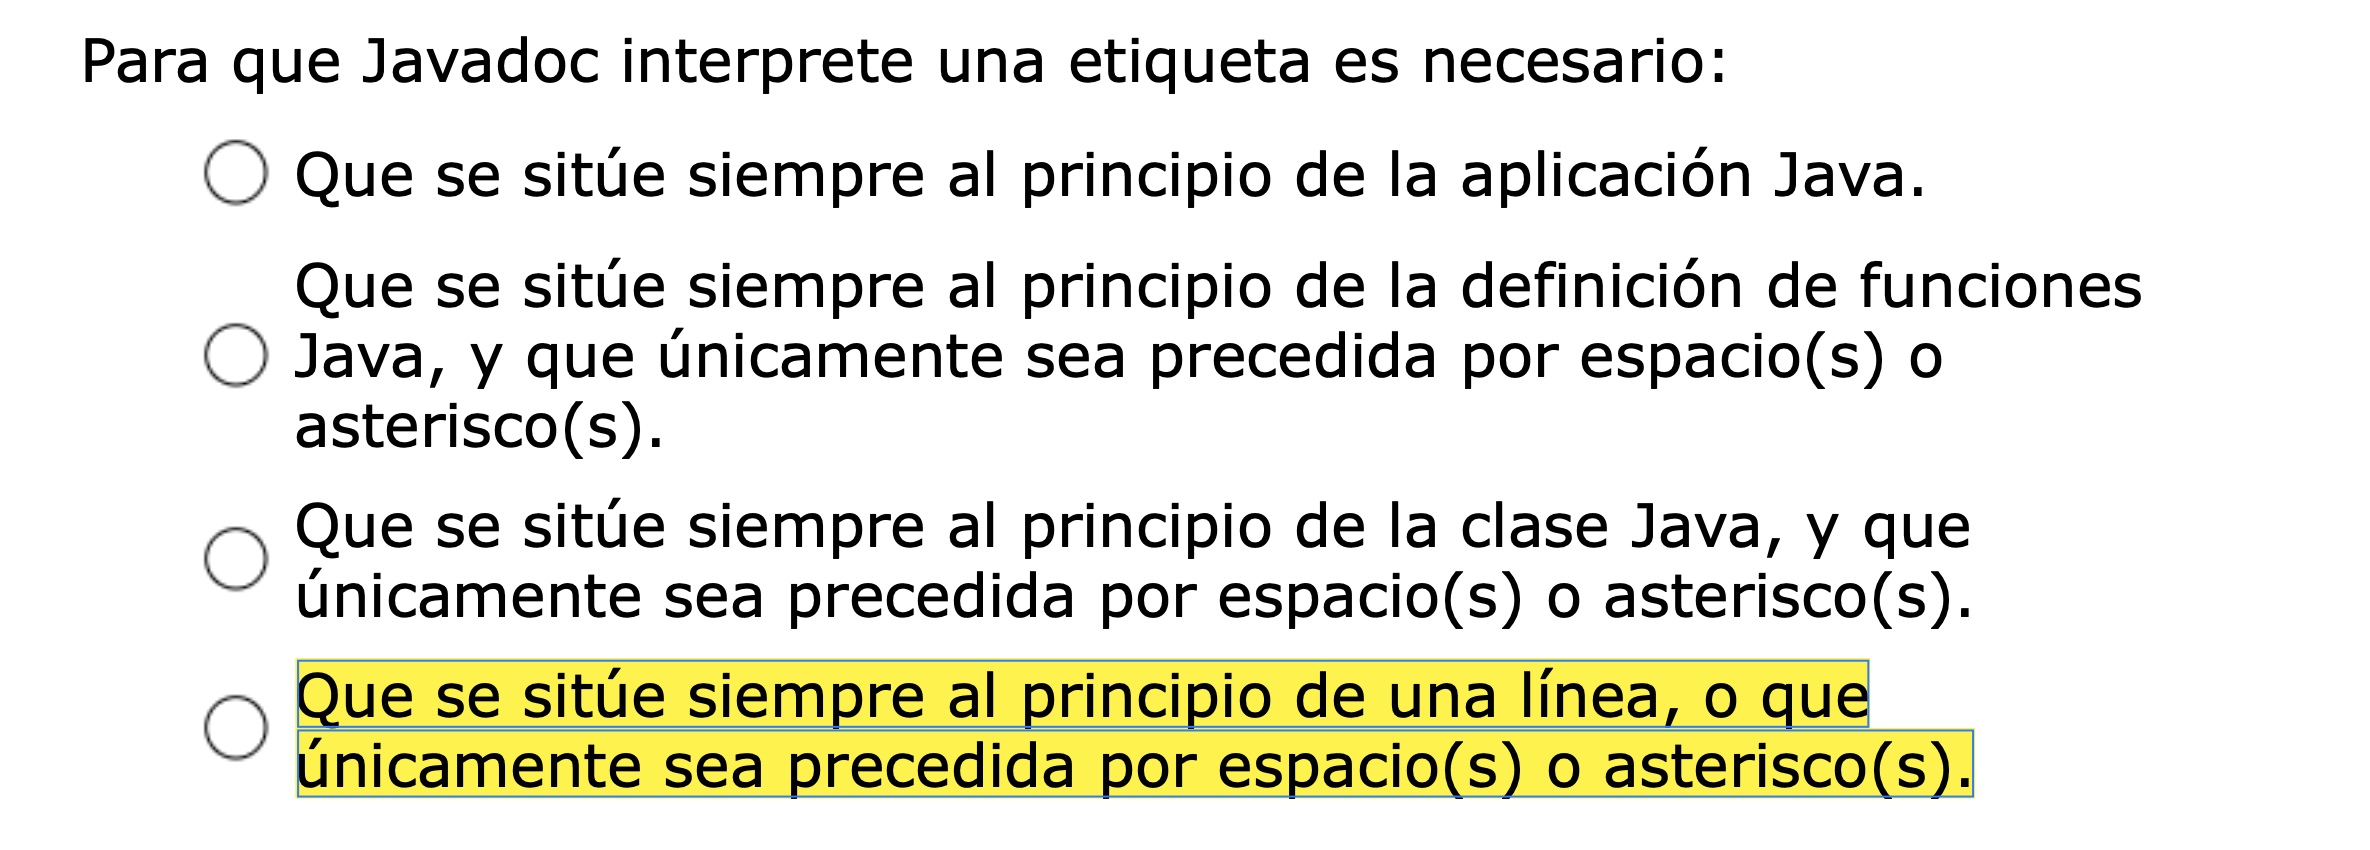 Para que Javadoc interprete una etiqueta es necesario:
Que se sitúe siempre al principio de la aplicación Java.
Que se sitúe siempre al principio de la definición de funciones
Java, y que únicamente sea precedida por espacio(s) o
asterisco(s).
Que se sitúe siempre al principio de la clase Java, y que
únicamente sea precedida por espacio(s) o asterisco(s).
Que se sitúe siempre al principio de una línea, o que
únicamente sea precedida por espacio(s) o asterisco(s).